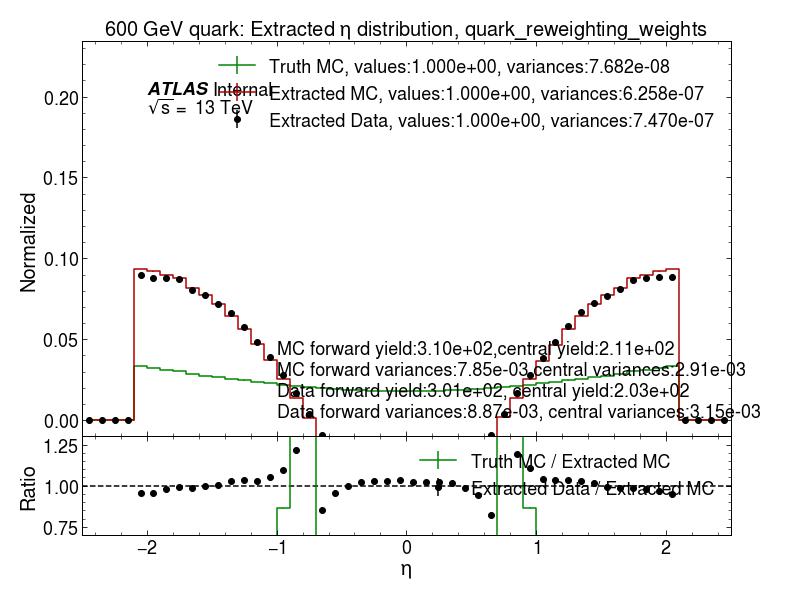 600 GeV quark: Extracted η distribution, quark_reweighting_weights
Truth MC, values:1.000e+00, variances:7.682e-08
ATLAS Internal
Extracted MC, values:1.000e+00, variances:6.258e-07
√s = 13 TeV
Extracted Data, values:1.000e+00, variances:7.470e-07
Normalized
0.20
0.15
0.10
0.05
0.00
MC forward yield:3.10e+02,central yield:2.11e+02
MC forward variances:7.85e-03,central variances:2.91e-03
Data forward yield:3.01e+02, central yield:2.03e+02
Data forward variances:8.87e-03, central variances:3.15e-03
Ratio
1.25
1.00
0.75
Truth MC / Extracted MC
Extracted Data / Extracted MC
−2
−1
0
1
2
η